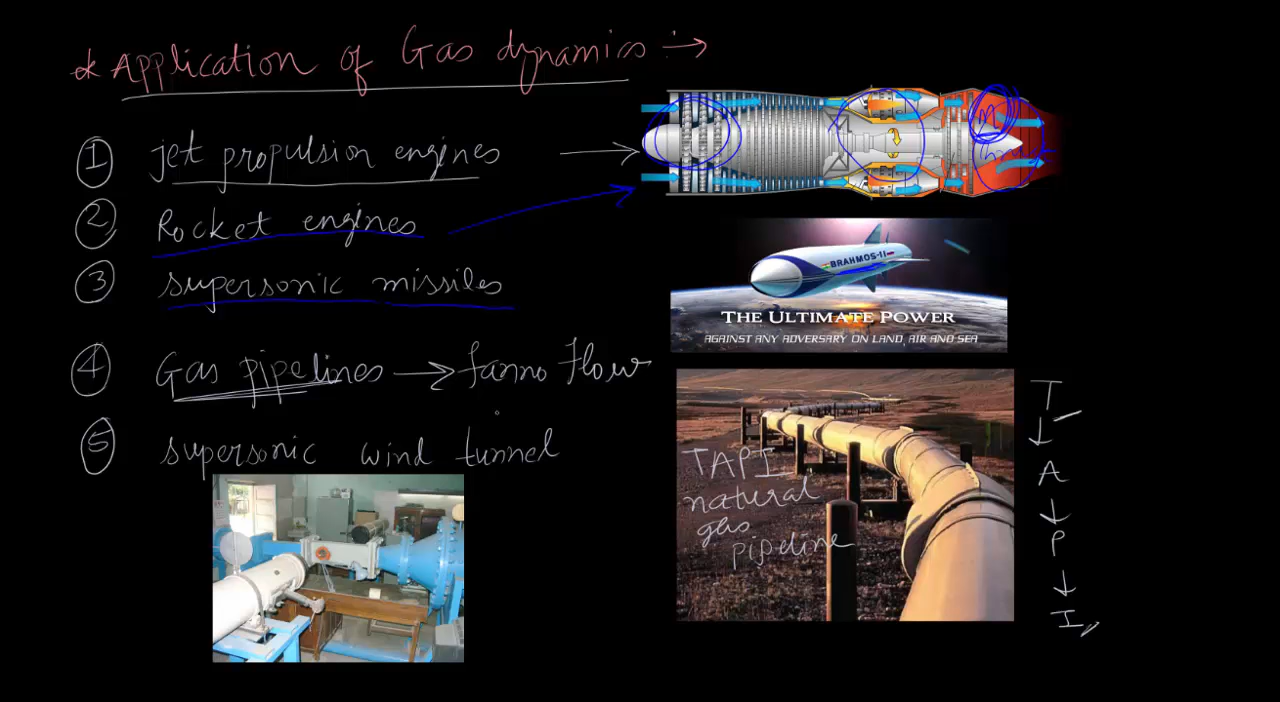 * Application of Gas dynamics :→
① jet propulsion engines →
② Rocket engines
③ supersonic missiles
④ Gas pipelines → fanno flow
⑤ supersonic wind tunnel
BRAHMOS-II
THE ULTIMATE POWER
AGAINST ANY ADVERSARY ON LAND, AIR AND SEA
TAPI
natural
gas
pipeline
T
↓
A
↓
P
↓
I